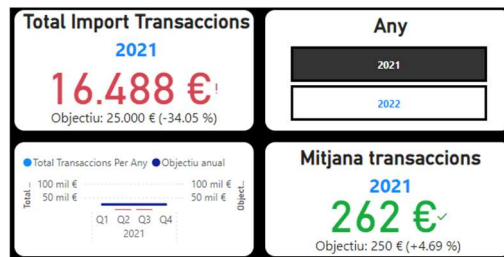 Total Import Transaccions
2021
16.488 €!
Objectiu: 25.000 € (-34.05 %)
Any
2021
2022
Total Transaccions Per Any Objectiu anual
Total...
100 mil €
50 mil €
100 mil €
50 mil €
Object...
Q1 Q2 Q3 Q4
2021
Mitjana transaccions
2021
262 €✓
Objectiu: 250 € (+4.69 %)